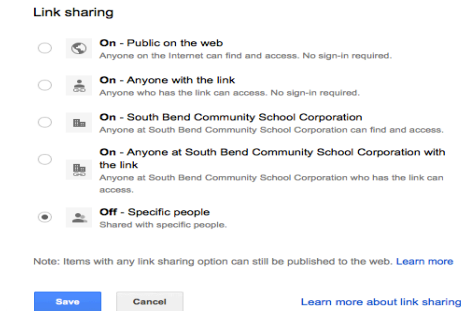 Link sharing
On - Public on the web
Anyone on the Internet can find and access. No sign-in required.
On - Anyone with the link
Anyone who has the link can access. No sign-in required.
On - South Bend Community School Corporation
Anyone at South Bend Community School Corporation can find and access.
On - Anyone at South Bend Community School Corporation with
the link
Anyone at South Bend Community School Corporation who has the link can
access.
Off - Specific people
Shared with specific people.
Note: Items with any link sharing option can still be published to the web. Learn more
Save Cancel Learn more about link sharing